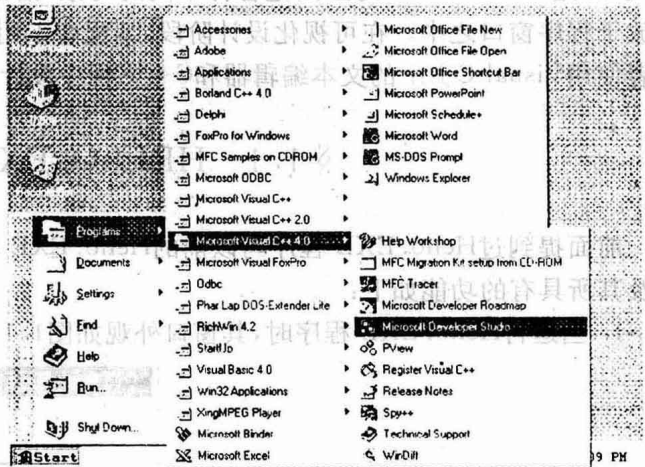 Accessories
Adobe
Applications
Borland C++ 4.0
Delphi
FoxPro for Windows
MFC Samples on CDROM
Microsoft ODBC
Microsoft Visual C++
Microsoft Visual C++ 2.0
Microsoft Visual C++ 4.0
Microsoft Visual FoxPro
Odbc
Phar Lap DOS-Extender Lite
RichWin 4.2
StartUp
Visual Basic 4.0
Win32 Applications
XingMPEG Player
Microsoft Binder
Microsoft Excel
Microsoft Office File New
Microsoft Office File Open
Microsoft Office Shortcut Bar
Microsoft PowerPoint
Microsoft Schedule+
Microsoft Word
MS-DOS Prompt
Windows Explorer
Help Workshop
MFC Migration Kit setup from CD-ROM
MFC Tracer
Microsoft Developer Roadmap
Microsoft Developer Studio
PView
Register Visual C++
Release Notes
Spy++
Technical Support
WinDiff
Programs
Documents
Settings
Find
Help
Run...
Shut Down...
Start
9 PM